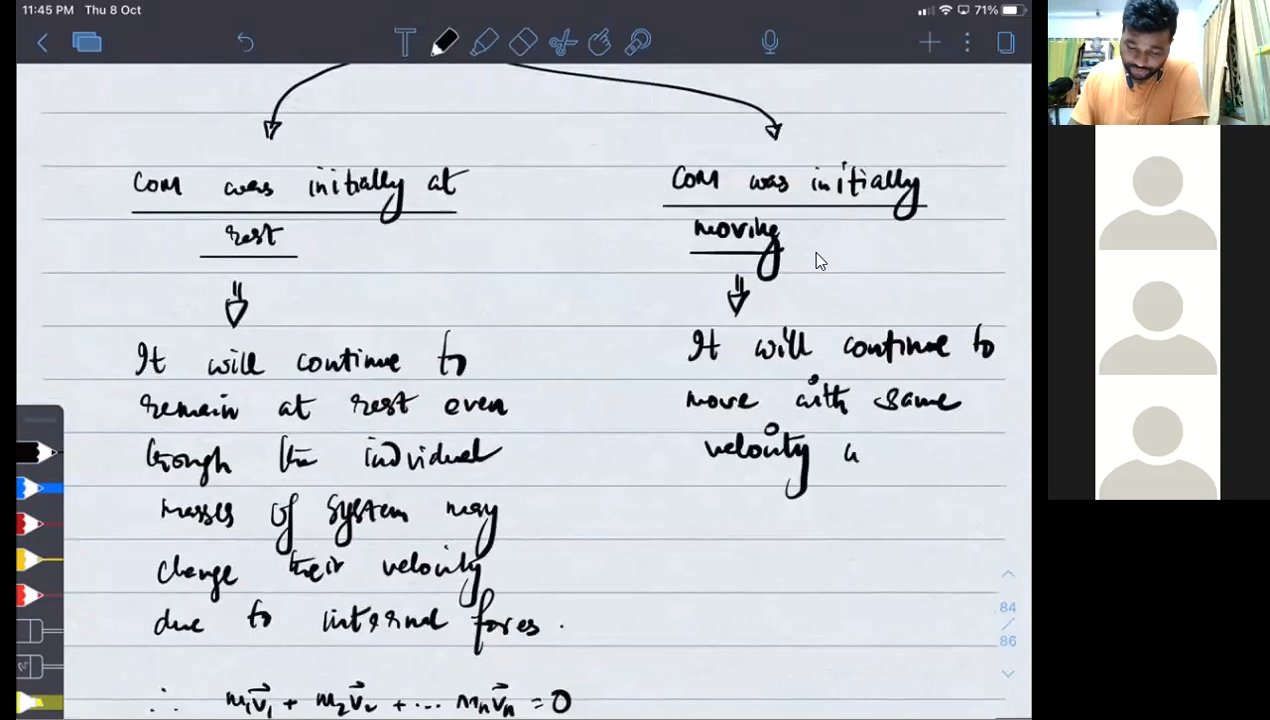 11:45 PM Thu 8 Oct
71%
COM was initially at
rest
It will continue to
remain at rest even
trough the individual
masses of system may
change their velocity
due to internal forces.
∴ m₁v⃗₁ + m₂v⃗₂ + ... mₙv⃗ₙ = 0
COM was initially
moving
It will continue to
move with same
velocity
84
/
86